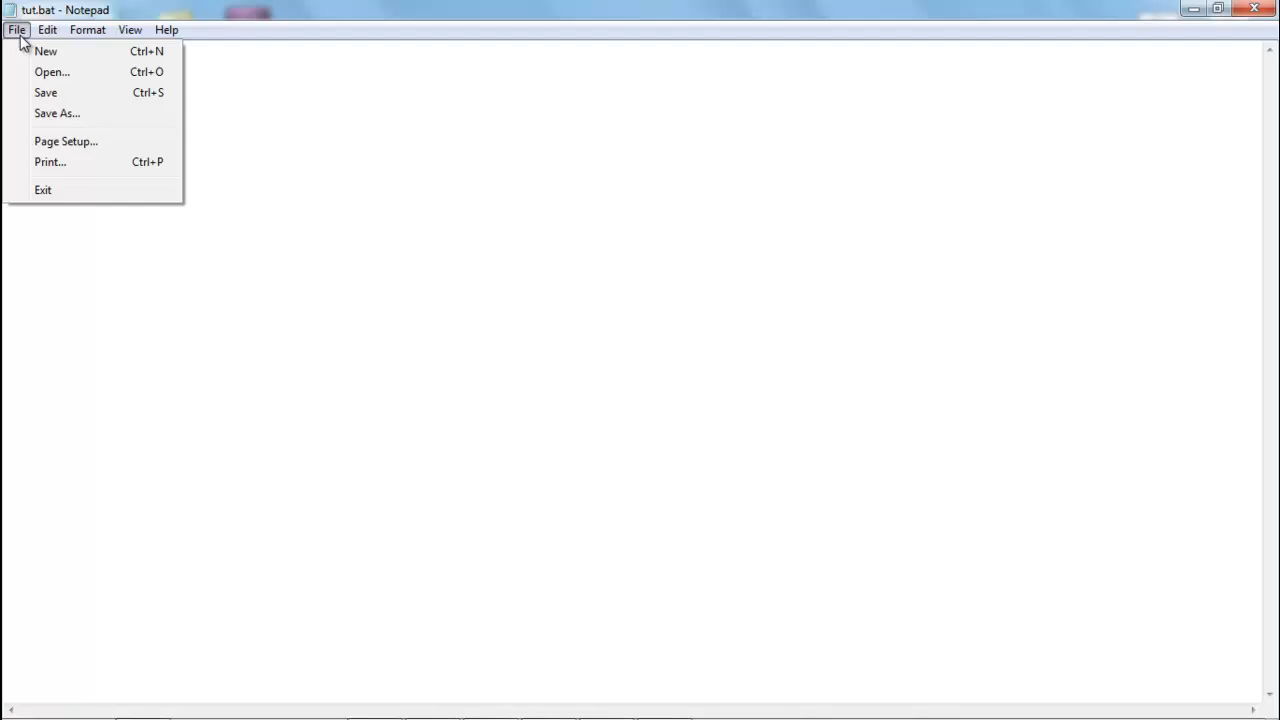 tut.bat - Notepad
File Edit Format View Help
New Ctrl+N
Open... Ctrl+O
Save Ctrl+S
Save As...
Page Setup...
Print... Ctrl+P
Exit